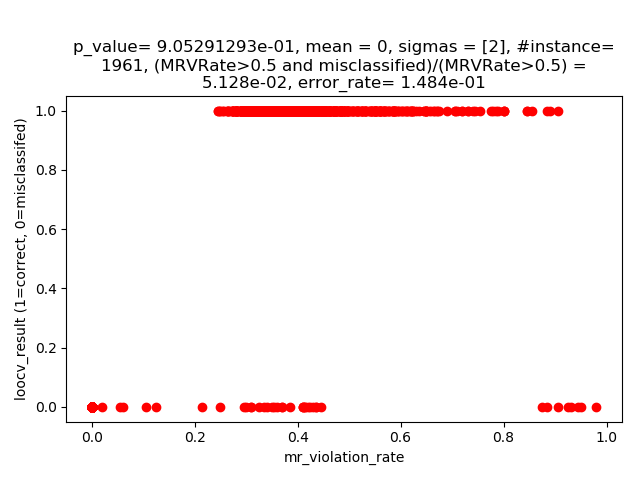 p_value= 9.05291293e-01, mean = 0, sigmas = [2], #instance=
1961, (MRVRate>0.5 and misclassified)/(MRVRate>0.5) =
5.128e-02, error_rate= 1.484e-01
1.0
0.8
0.6
0.4
0.2
0.0
loocv_result (1=correct, 0=misclassifed)
0.0 0.2 0.4 0.6 0.8 1.0
mr_violation_rate